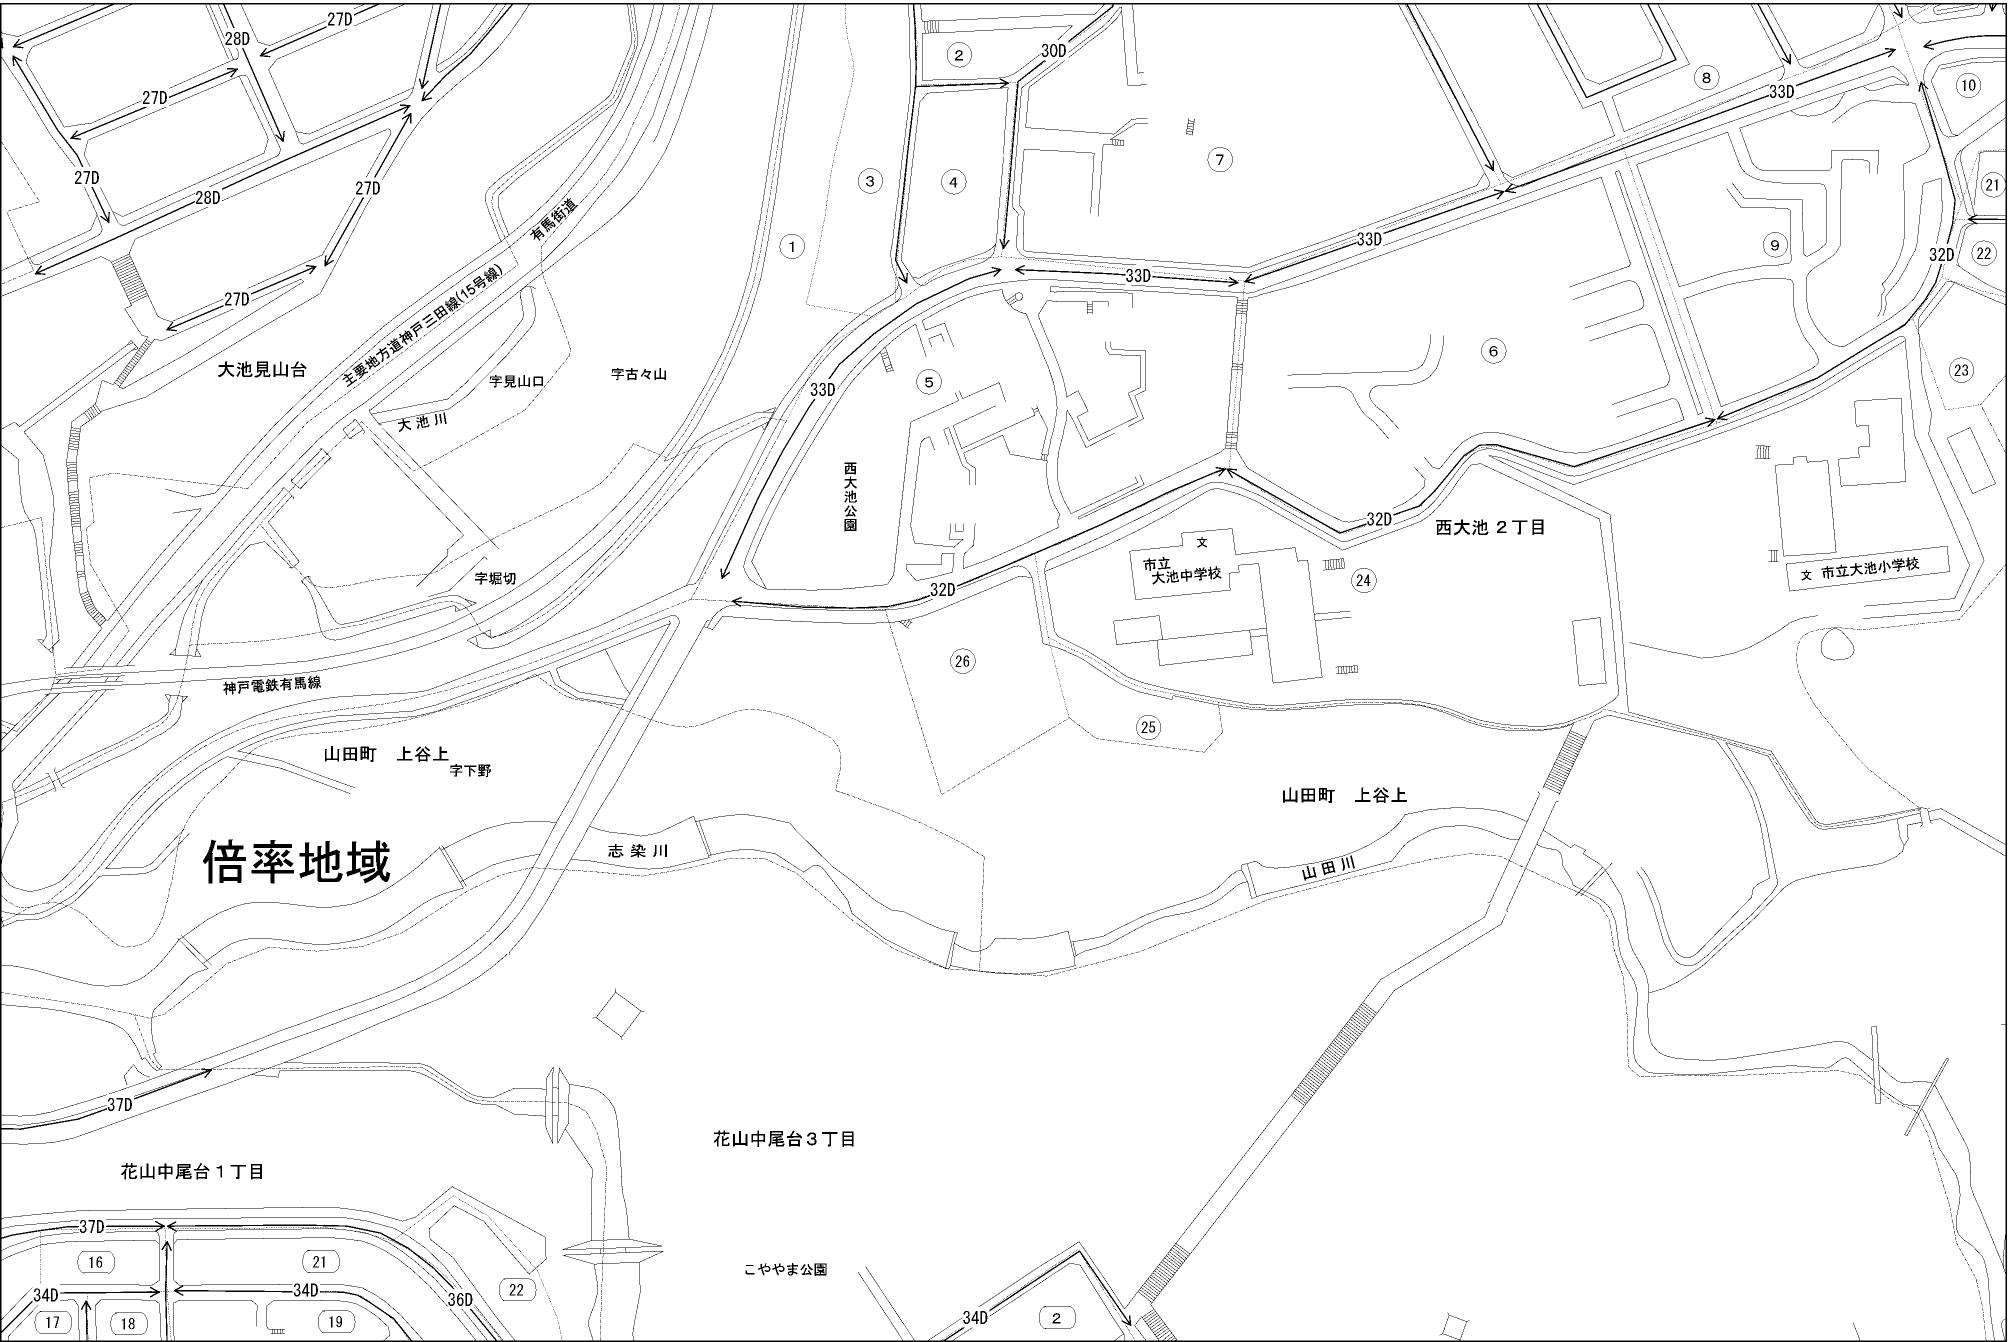 27D
28D
27D
27D
28D
27D
27D
27D
大池見山台
主要地方道神戸三田線(15号線)
有馬街道
大池川
字見山口
字古々山
字堀切
神戸電鉄有馬線
山田町 上谷上
字下野
倍率地域
志染川
②
30D
③
④
①
⑦
⑧
⑩
33D
33D
33D
33D
⑤
⑥
⑨
㉑
㉒
㉓
32D
西大池公園
32D
32D
西大池2丁目
文
市立
大池中学校
㉔
文 市立大池小学校
㉖
㉕
山田町 上谷上
山田川
37D
花山中尾台1丁目
花山中尾台3丁目
37D
16
21
22
34D
34D
36D
17
18
19
こややま公園
34D
2